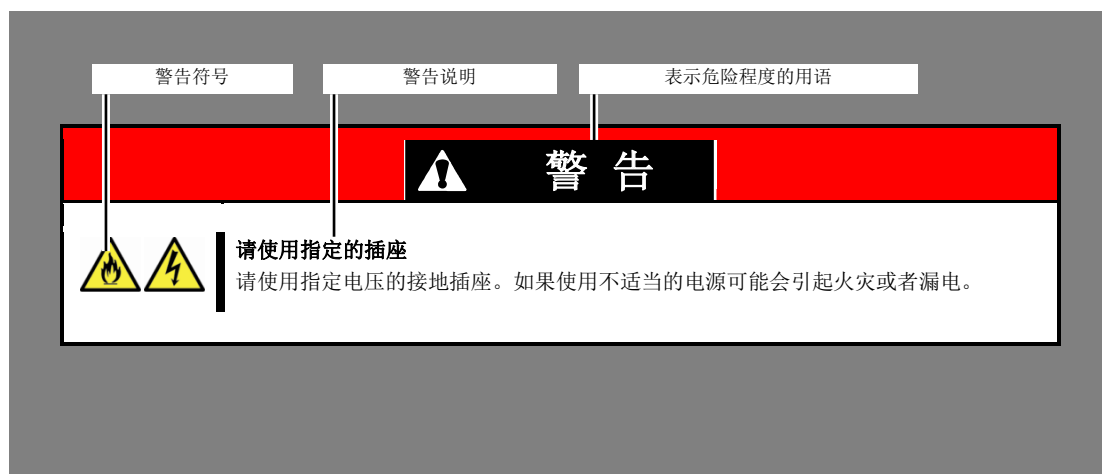 警告符号
警告说明
表示危险程度的用语
警 告
请使用指定的插座
请使用指定电压的接地插座。如果使用不适当的电源可能会引起火灾或者漏电。